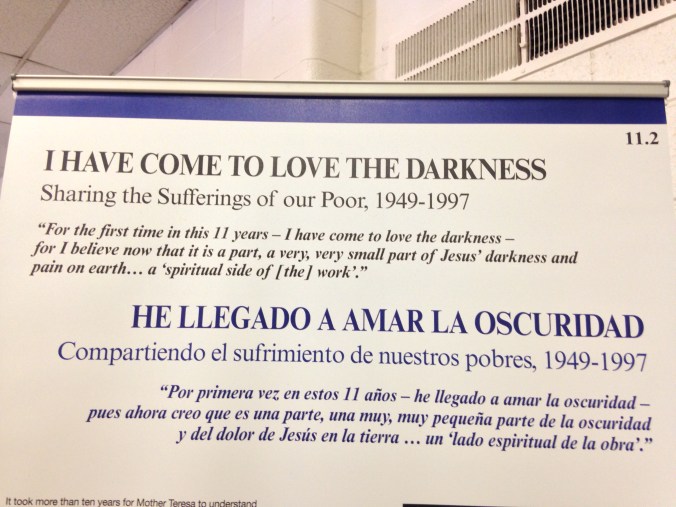 11.2
I HAVE COME TO LOVE THE DARKNESS
Sharing the Sufferings of our Poor, 1949-1997
“For the first time in this 11 years – I have come to love the darkness –
for I believe now that it is a part, a very, very small part of Jesus’ darkness and
pain on earth… a ‘spiritual side of [the] work’.”
HE LLEGADO A AMAR LA OSCURIDAD
Compartiendo el sufrimiento de nuestros pobres, 1949-1997
“Por primera vez en estos 11 años – he llegado a amar la oscuridad –
pues ahora creo que es una parte, una muy, muy pequeña parte de la oscuridad
y del dolor de Jesús en la tierra … un ‘lado espiritual de la obra’.”
It took more than ten years for Mother Teresa to understand